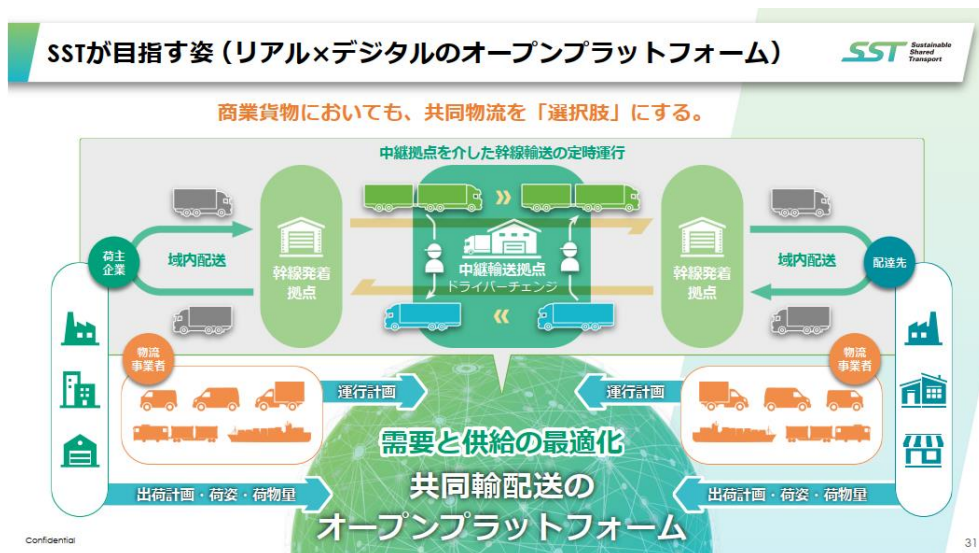 SSTが目指す姿（リアル×デジタルのオープンプラットフォーム）
SST Sustainable
Shared
Transport
商業貨物においても、共同物流を「選択肢」にする。
中継拠点を介した幹線輸送の定時運行
荷主
企業
域内配送
幹線発着
拠点
中継輸送拠点
ドライバーチェンジ
幹線発着
拠点
域内配送
配達先
物流
事業者
運行計画
運行計画
物流
事業者
需要と供給の最適化
共同輸配送の
オープンプラットフォーム
出荷計画・荷姿・荷物量
出荷計画・荷姿・荷物量
Confidential
31